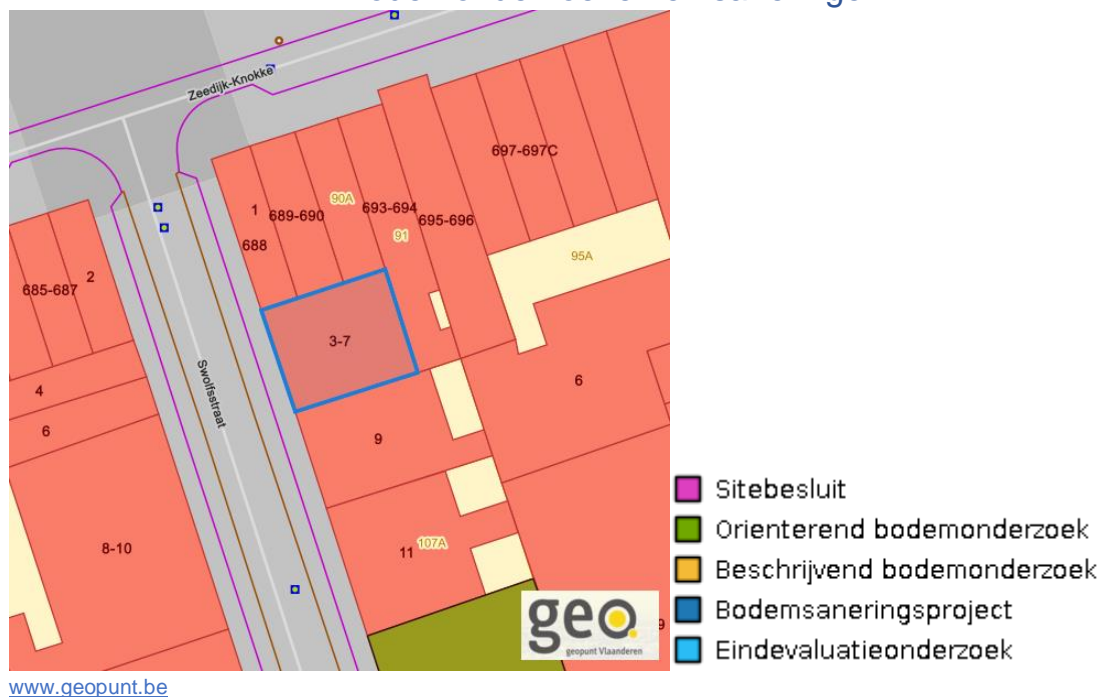 Zeedijk-Knokke
697-697C
90A
693-694
1
689-690
695-696
91
688
95A
2
685-687
3-7
Swolfsstraat
4
6
6
9
8-10
11
107A
9
geo
geopunt Vlaanderen
Sitebesluit
Orienterend bodemonderzoek
Beschrijvend bodemonderzoek
Bodemsaneringsproject
Eindevaluatieonderzoek
www.geopunt.be